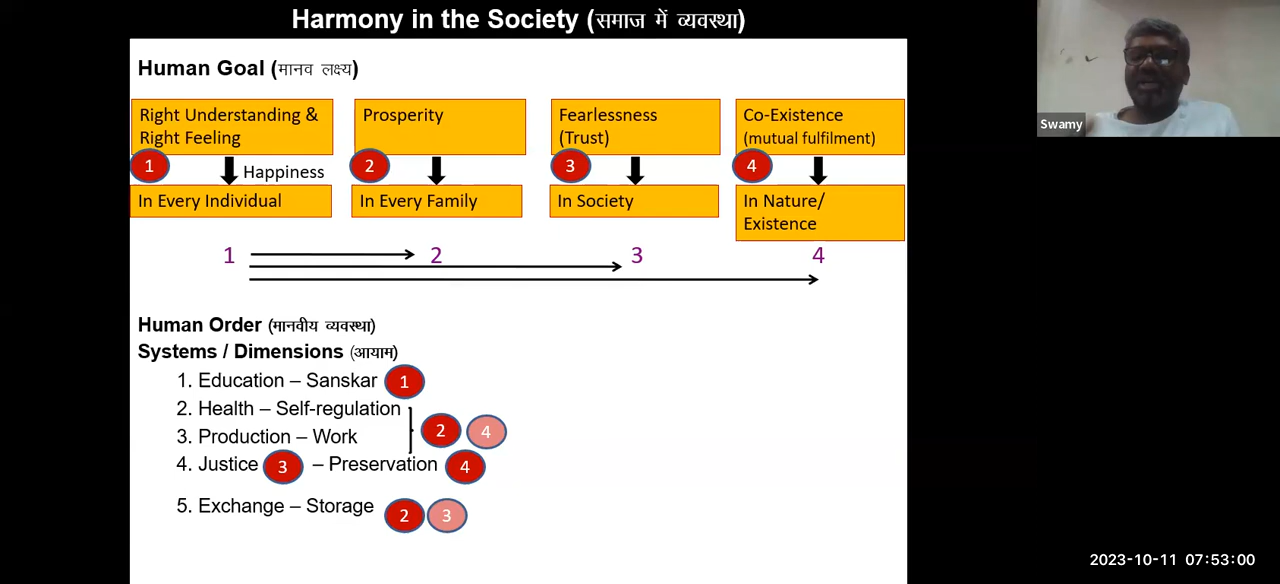 Harmony in the Society (समाज में व्यवस्था)
Human Goal (मानव लक्ष्य)
Right Understanding &
Right Feeling
Prosperity
Fearlessness
(Trust)
Co-Existence
(mutual fulfilment)
1
Happiness
2
3
4
In Every Individual
In Every Family
In Society
In Nature/
Existence
1 2 3 4
Human Order (मानवीय व्यवस्था)
Systems / Dimensions (आयाम)
1. Education – Sanskar 1
2. Health – Self-regulation
3. Production – Work
2 4
4. Justice 3 – Preservation 4
5. Exchange – Storage 2 3
Swamy
2023-10-11 07:53:00